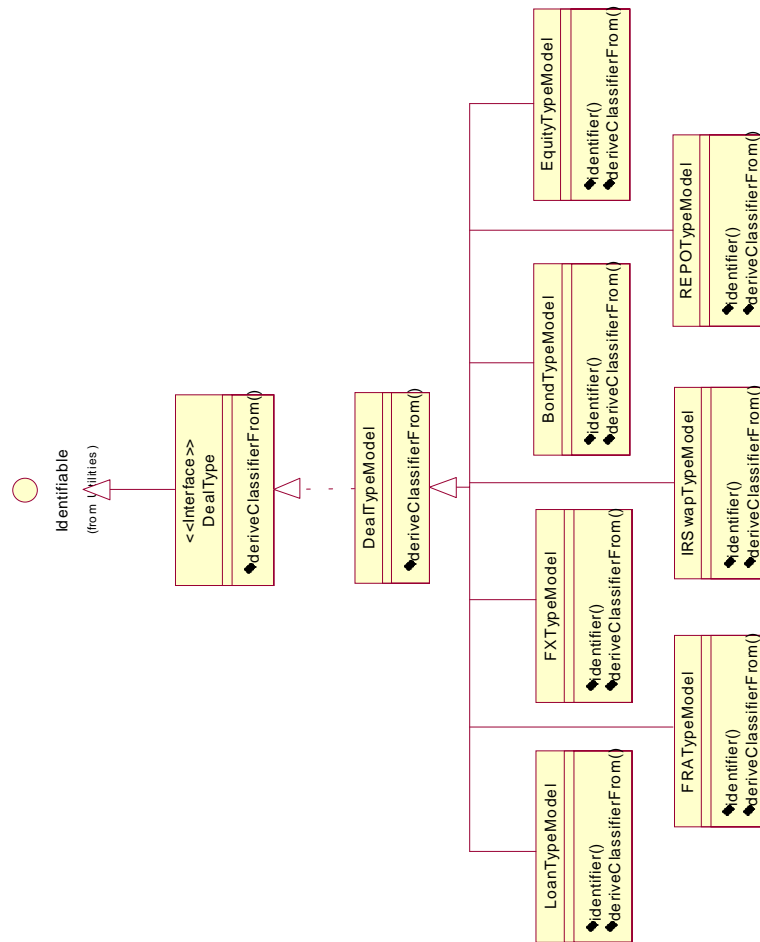 Identifiable
(from Utilities )
<<Interface>>
DealType
deriveClassifierFrom()
DealTypeModel
deriveClassifierFrom()
LoanTypeModel
identifier()
deriveClassifierFrom()
FXTypeModel
identifier()
deriveClassifierFrom()
BondTypeModel
identifier()
deriveClassifierFrom()
EquityTypeModel
identifier()
deriveClassifierFrom()
FRATypeModel
identifier()
deriveClassifierFrom()
IRSwapTypeModel
identifier()
deriveClassifierFrom()
REPOTypeModel
identifier()
deriveClassifierFrom()